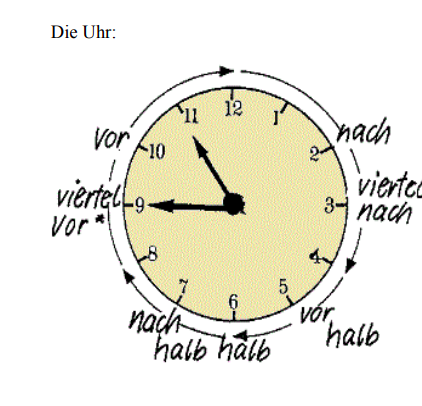 Die Uhr:
12
11
1
vor
nach
10
2
viertel
vor *
9
3
viertel
nach
8
4
7
5
6
nach
halb
halb
vor
halb